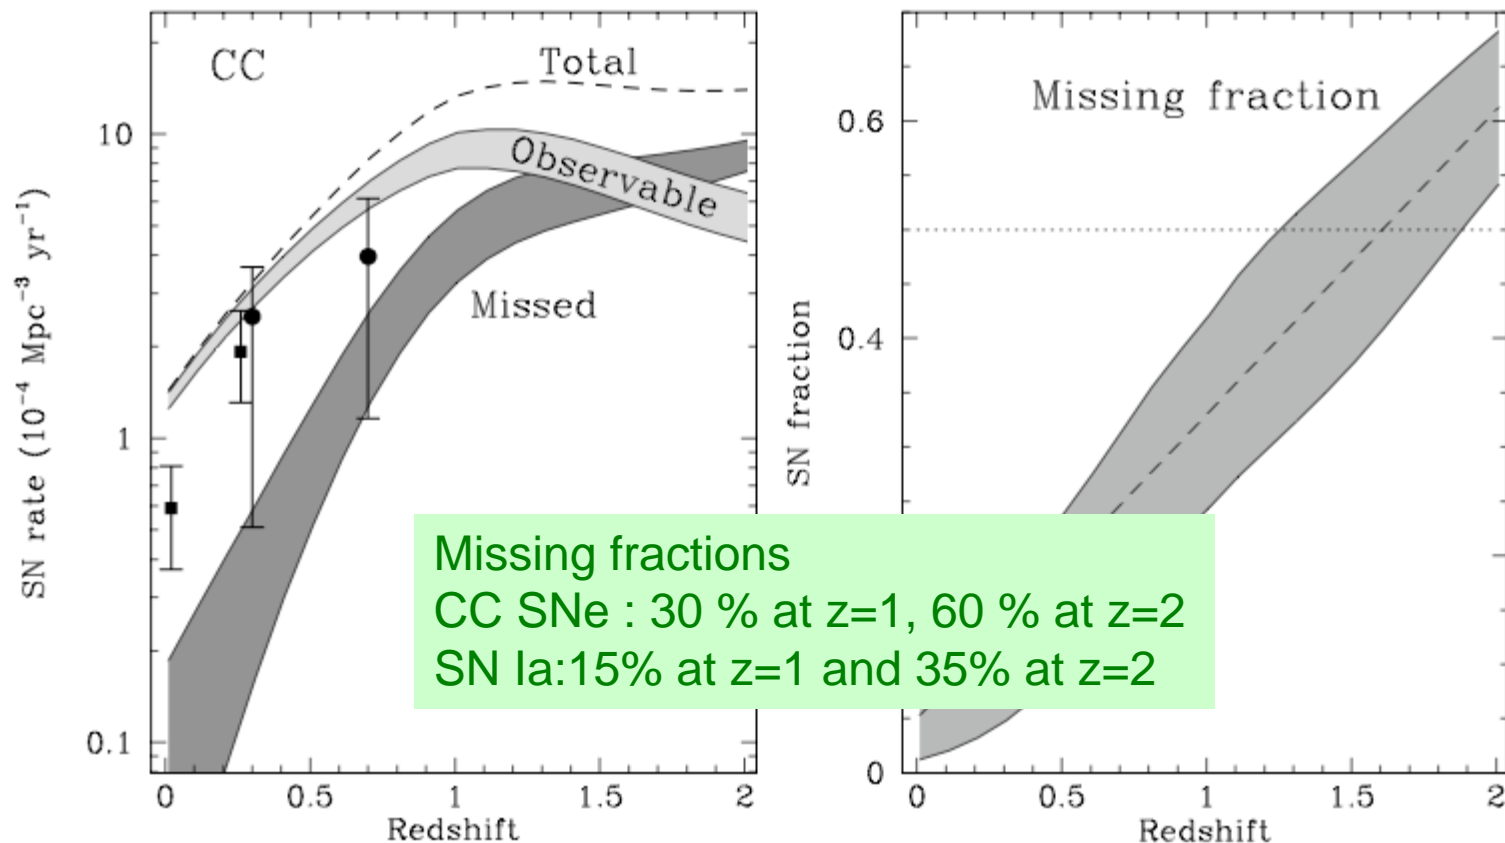 CC
Total
Observable
Missed
10
1
0.1
SN rate (10⁻⁴ Mpc⁻³ yr⁻¹)
0 0.5 1 1.5 2
Redshift
Missing fraction
0.6
0.4
0
SN fraction
0 0.5 1 1.5 2
Redshift
Missing fractions
CC SNe : 30 % at z=1, 60 % at z=2
SN Ia:15% at z=1 and 35% at z=2